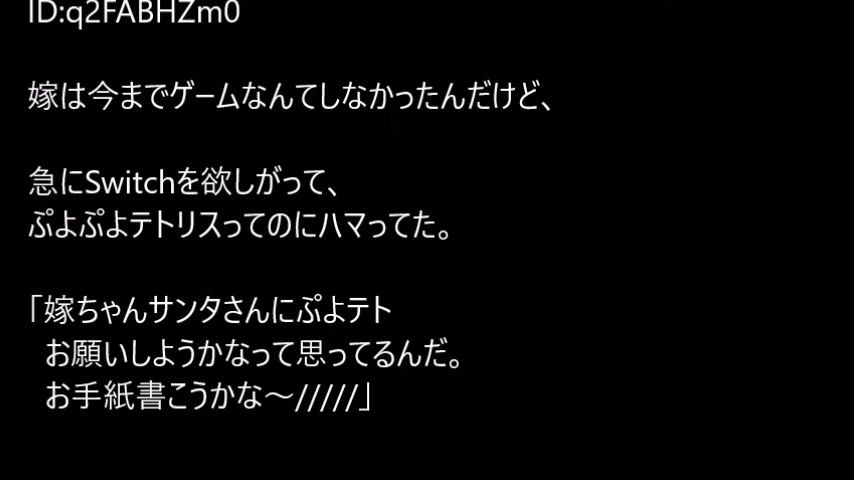 ID:q2FABHZm0
嫁は今までゲームなんてしなかったんだけど、
急にSwitchを欲しがって、
ぷよぷよテトリスってのにハマってた。
「嫁ちゃんサンタさんにぷよテト
お願いしようかなって思ってるんだ。
お手紙書こうかな～/////」